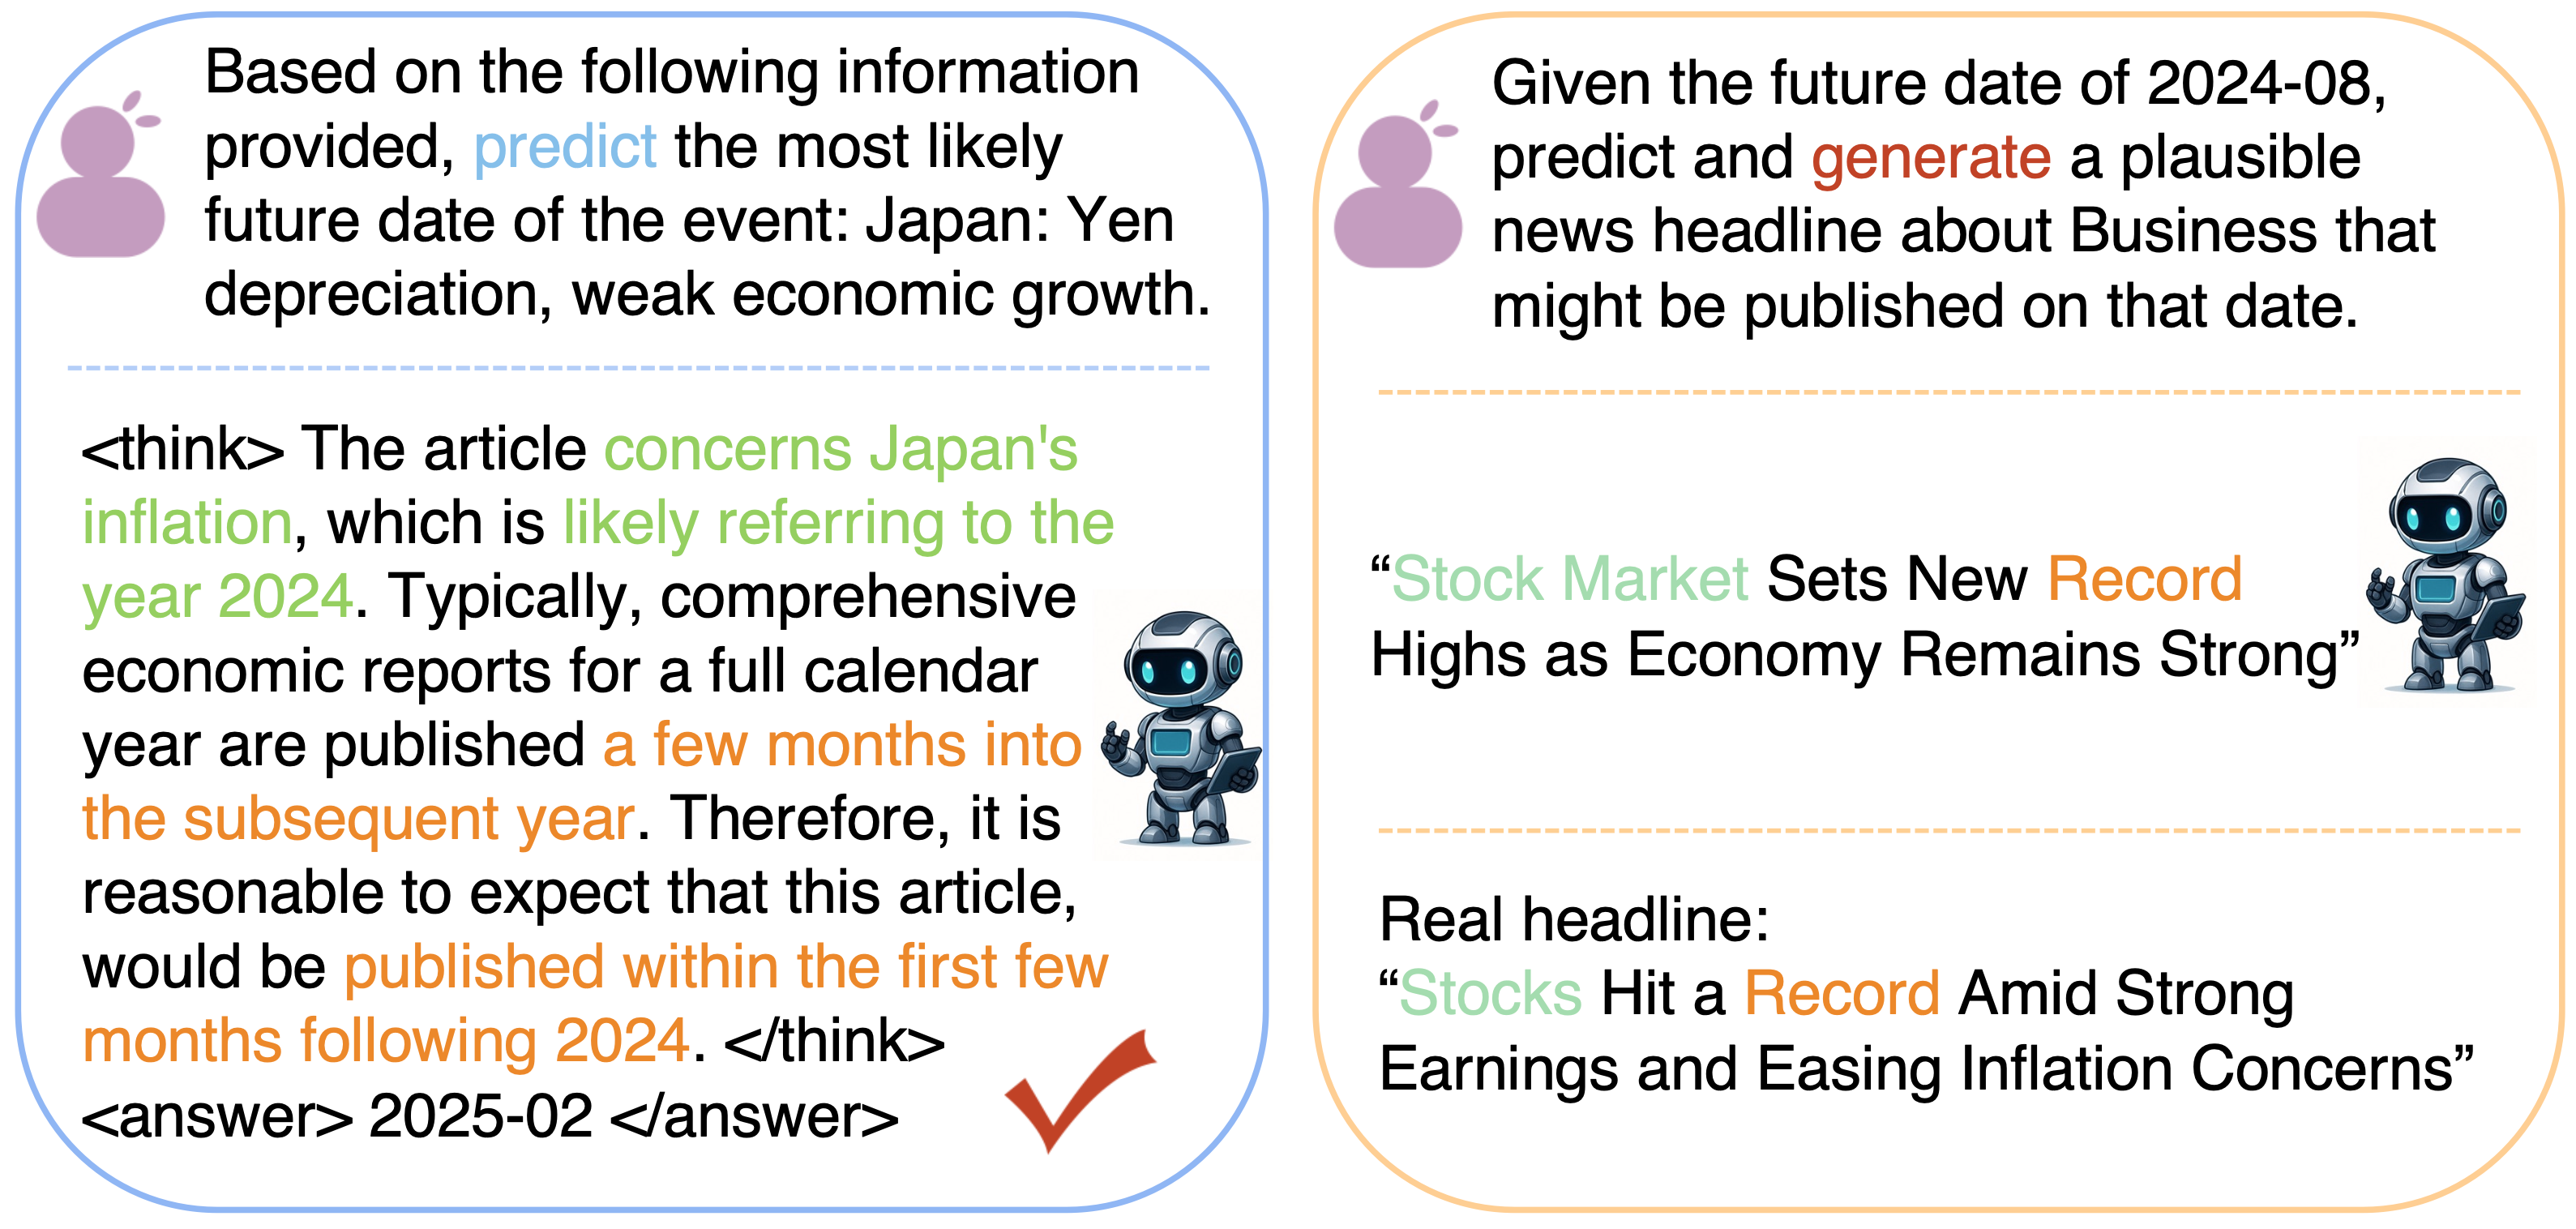 Based on the following information
provided, predict the most likely
future date of the event: Japan: Yen
depreciation, weak economic growth.
<think> The article concerns Japan's
inflation, which is likely referring to the
year 2024. Typically, comprehensive
economic reports for a full calendar
year are published a few months into
the subsequent year. Therefore, it is
reasonable to expect that this article,
would be published within the first few
months following 2024. </think>
<answer> 2025-02 </answer>
Given the future date of 2024-08,
predict and generate a plausible
news headline about Business that
might be published on that date.
“Stock Market Sets New Record
Highs as Economy Remains Strong”
Real headline:
“Stocks Hit a Record Amid Strong
Earnings and Easing Inflation Concerns”